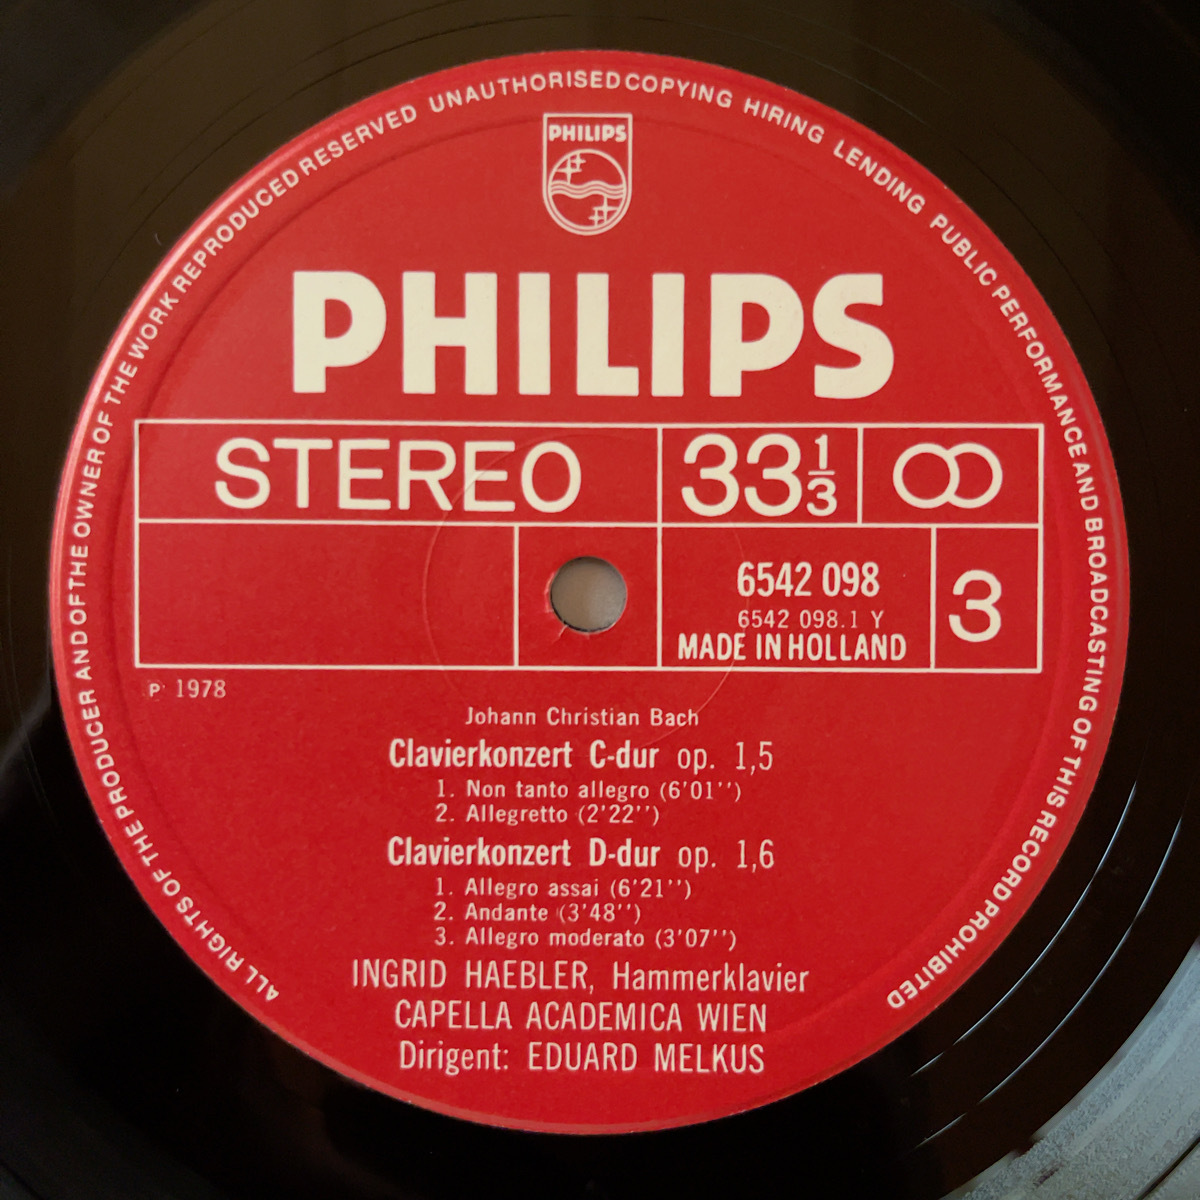 ALL RIGHTS OF THE PRODUCER AND OF THE OWNER OF THE WORK REPRODUCED RESERVED UNAUTHORISED COPYING HIRING LENDING PUBLIC PERFORMANCE AND BROADCASTING OF THIS RECORD PROHIBITED
PHILIPS
PHILIPS
STEREO 33 1/3
6542 098
6542 098.1 Y
MADE IN HOLLAND
3
P 1978
Johann Christian Bach
Clavierkonzert C-dur op. 1,5
1. Non tanto allegro (6'01'')
2. Allegretto (2'22'')
Clavierkonzert D-dur op. 1,6
1. Allegro assai (6'21'')
2. Andante (3'48'')
3. Allegro moderato (3'07'')
INGRID HAEBLER, Hammerklavier
CAPELLA ACADEMICA WIEN
Dirigent: EDUARD MELKUS